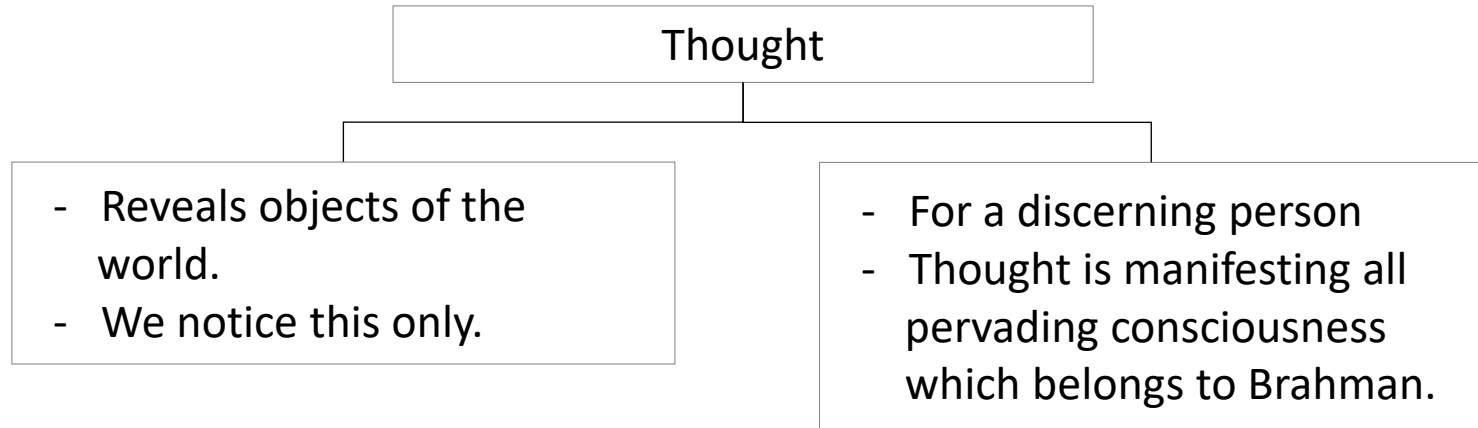 Thought
- Reveals objects of the
world.
- We notice this only.
- For a discerning person
- Thought is manifesting all
pervading consciousness
which belongs to Brahman.